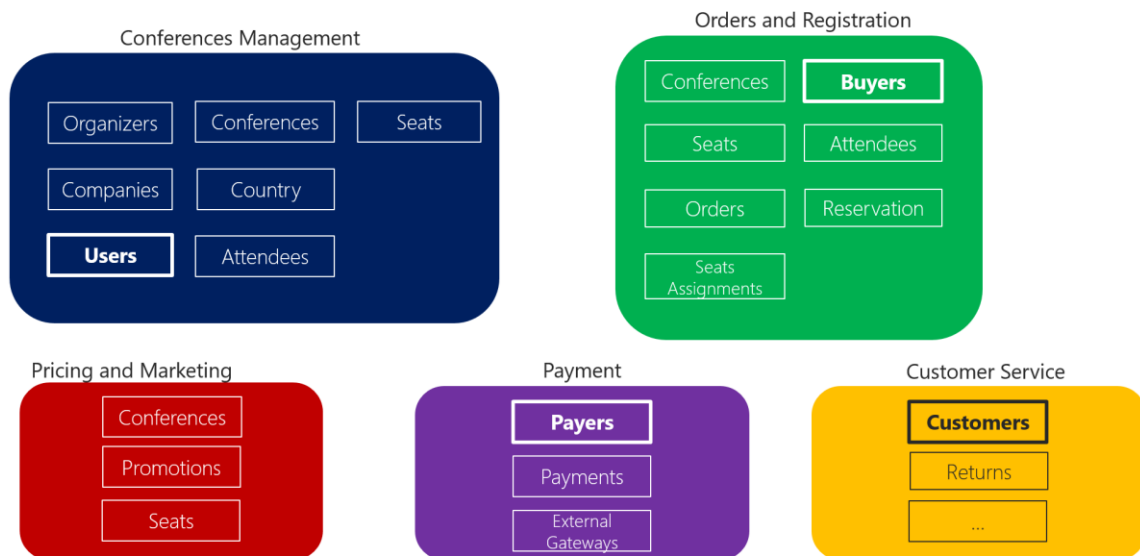 Conferences Management
Organizers
Conferences
Seats
Companies
Country
Users
Attendees
Orders and Registration
Conferences
Buyers
Seats
Attendees
Orders
Reservation
Seats
Assignments
Pricing and Marketing
Conferences
Promotions
Seats
Payment
Payers
Payments
External
Gateways
Customer Service
Customers
Returns
...